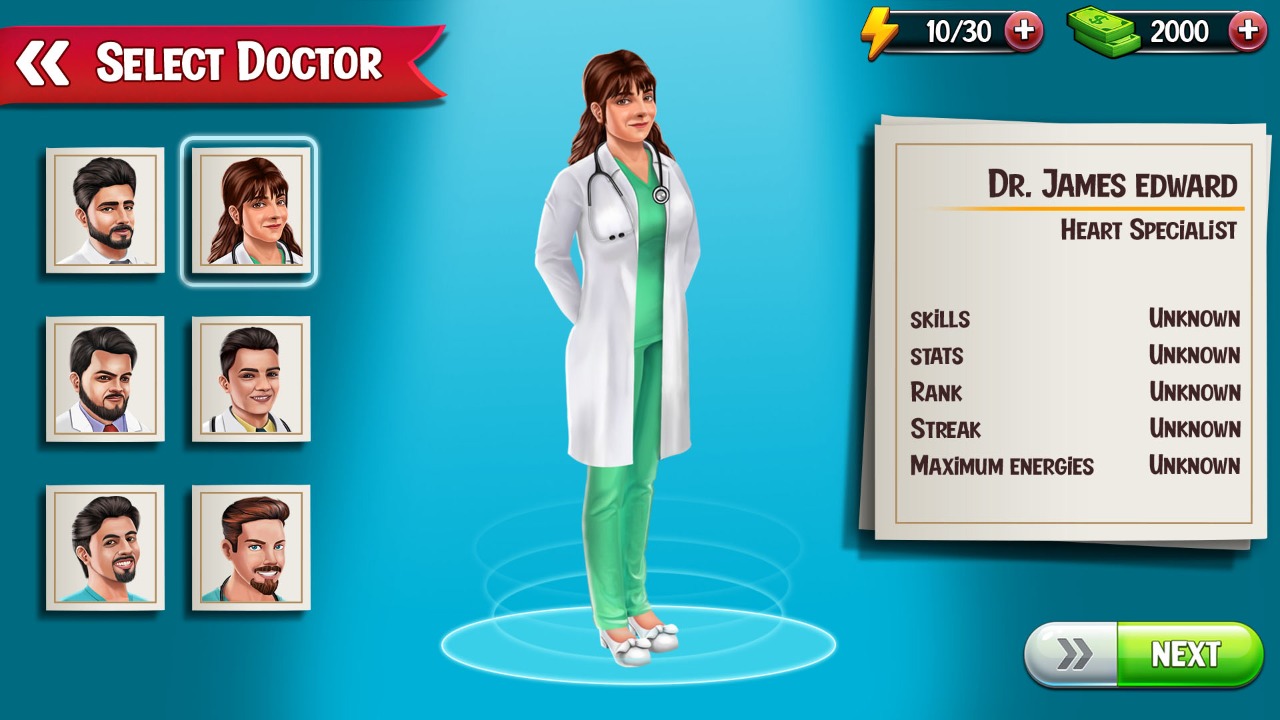 SELECT DOCTOR
10/30 +
2000 +
DR. JAMES EDWARD
HEART SPECIALIST
SKILLS UNKNOWN
STATS UNKNOWN
RANK UNKNOWN
STREAK UNKNOWN
MAXIMUM ENERGIES UNKNOWN
NEXT